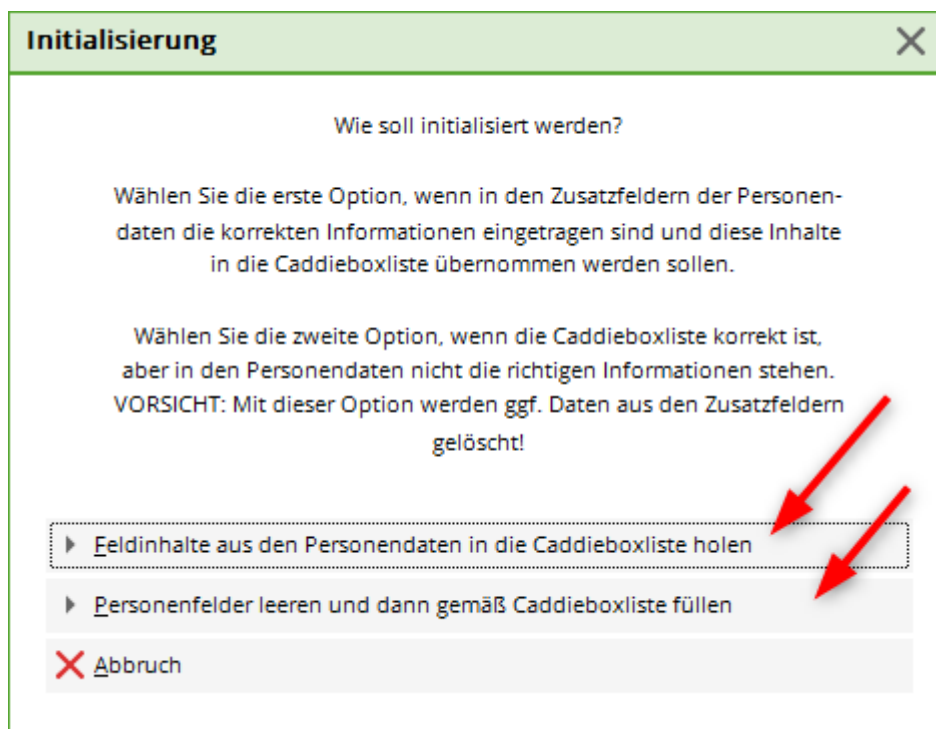 Initialisierung
Wie soll initialisiert werden?
Wählen Sie die erste Option, wenn in den Zusatzfeldern der Personen-
daten die korrekten Informationen eingetragen sind und diese Inhalte
in die Caddieboxliste übernommen werden sollen.
Wählen Sie die zweite Option, wenn die Caddieboxliste korrekt ist,
aber in den Personendaten nicht die richtigen Informationen stehen.
VORSICHT: Mit dieser Option werden ggf. Daten aus den Zusatzfeldern
gelöscht!
Feldinhalte aus den Personendaten in die Caddieboxliste holen
Personenfelder leeren und dann gemäß Caddieboxliste füllen
Abbruch